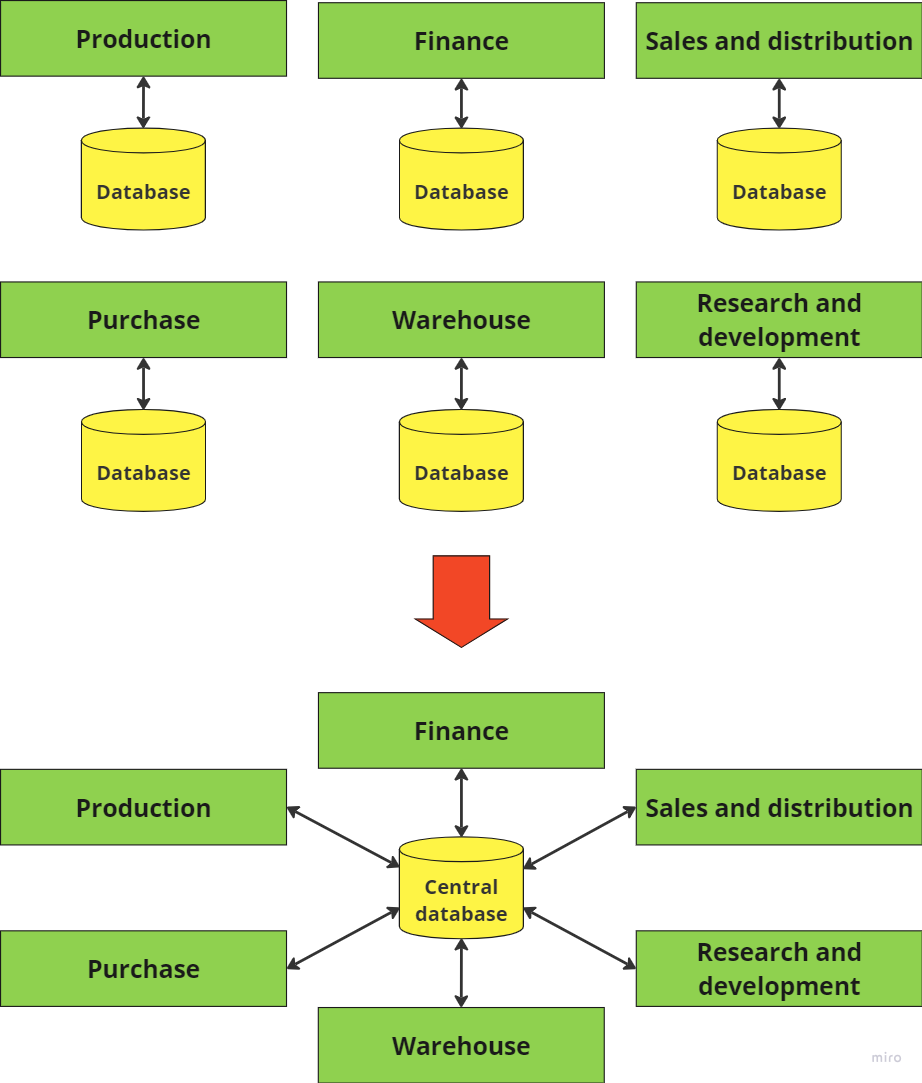 Production
Finance
Sales and distribution
Database
Database
Database
Purchase
Warehouse
Research and
development
Database
Database
Database
Finance
Production
Sales and distribution
Central
database
Purchase
Research and
development
Warehouse
miro